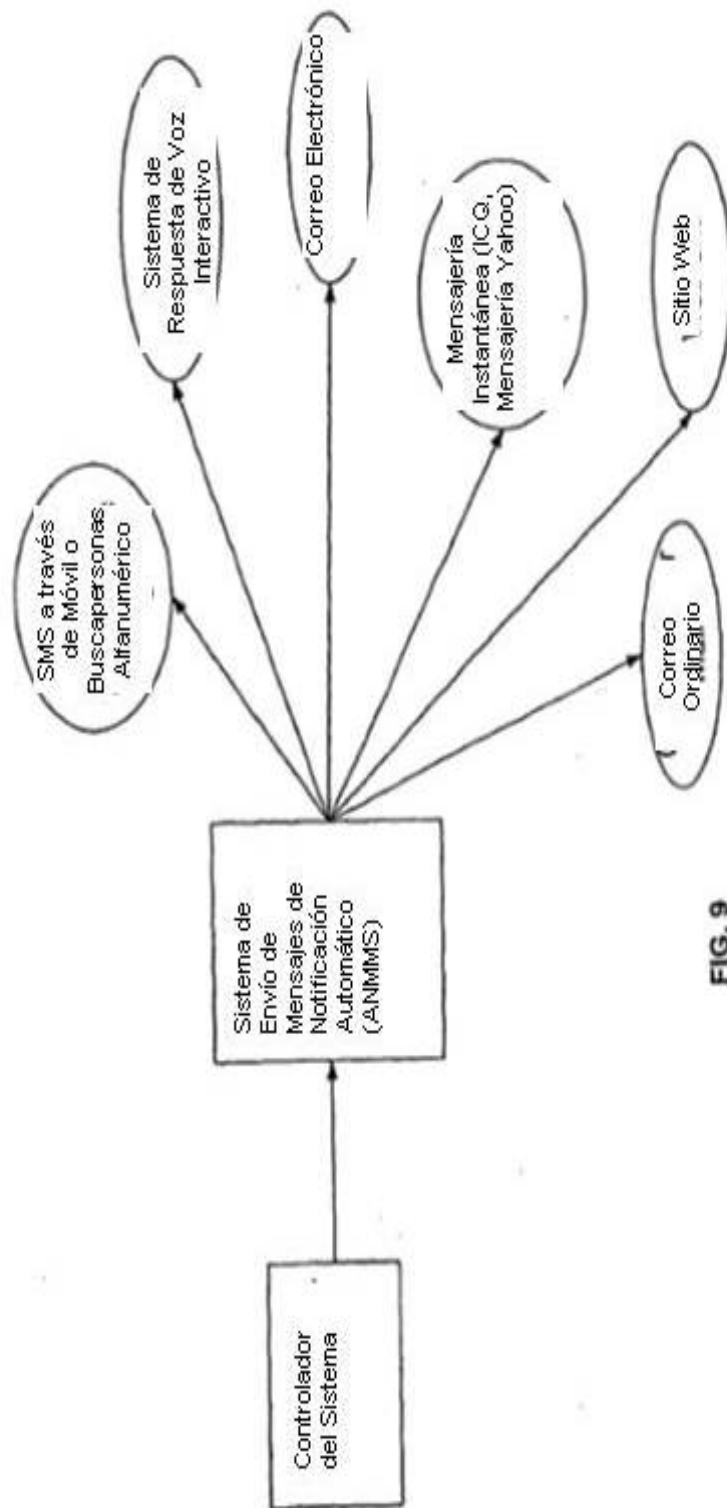 Controlador
del Sistema
Sistema de
Envío de
Mensajes de
Notificación
Automático
(ANMMS)
SMS a través
de Móvil o
Buscapersonas
Alfanumérico
Sistema de
Respuesta de Voz
Interactivo
Correo Electrónico
Mensajería
Instantánea (ICQ,
Mensajería Yahoo)
Sitio Web
Correo
Ordinario
FIG. 9